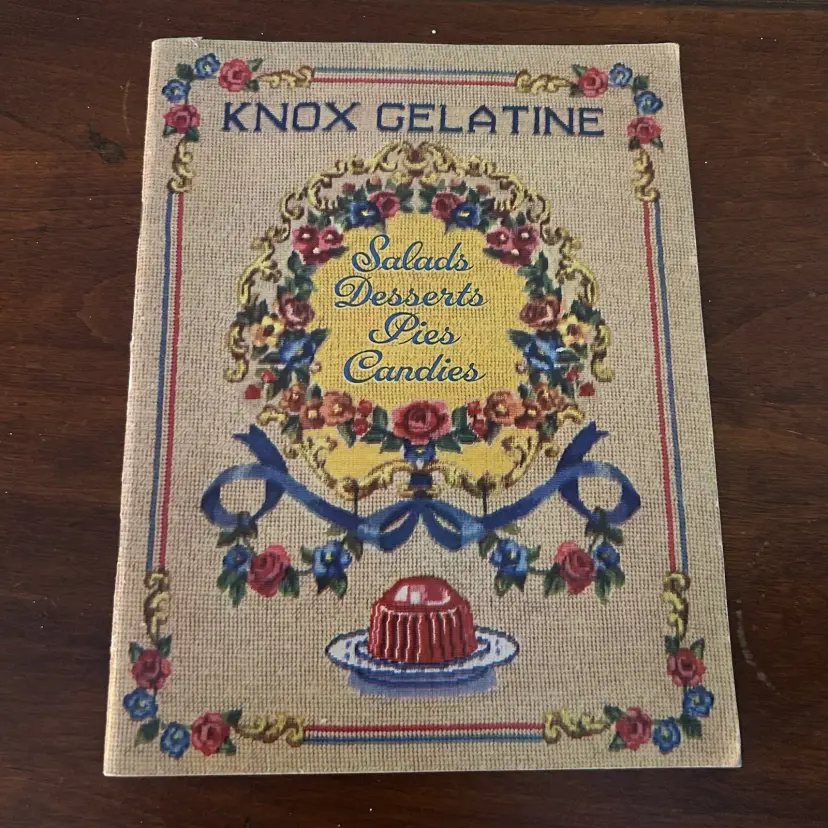 KNOX GELATINE
Salads
Desserts
Pies
Candies